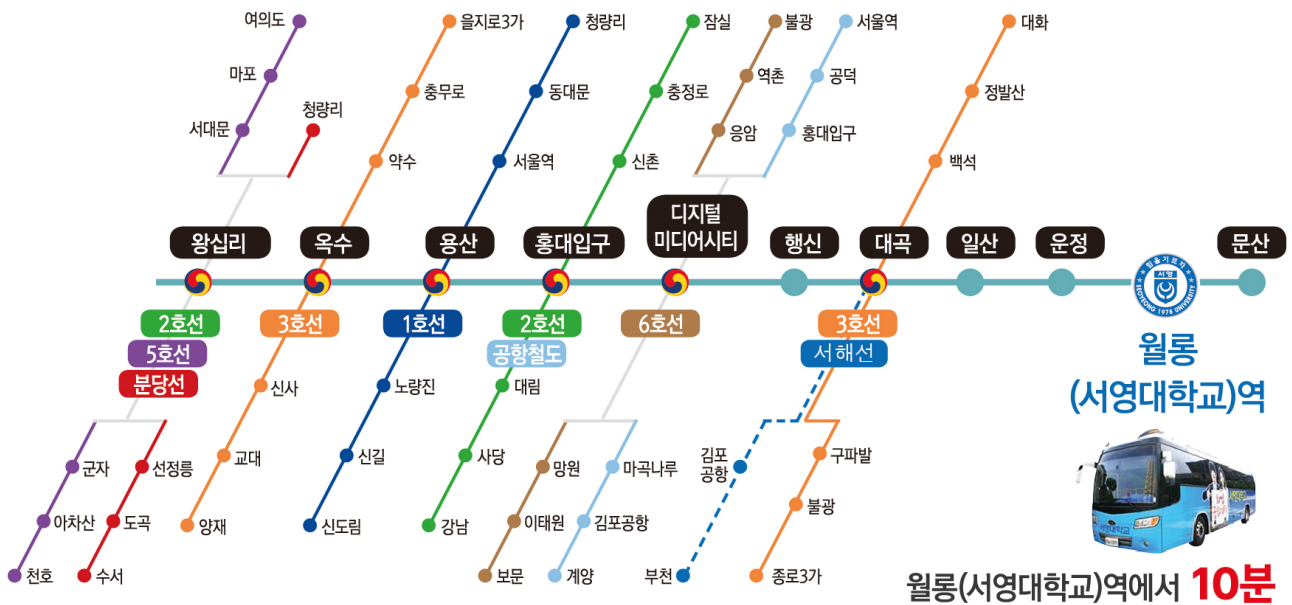 여의도
마포
서대문
청량리
을지로3가
충무로
약수
청량리
동대문
서울역
잠실
충정로
신촌
불광
역촌
응암
서울역
공덕
홍대입구
대화
정발산
백석
왕십리
옥수
용산
홍대입구
디지털
미디어시티
행신
대곡
일산
운정
문산
서영
SEOYEONG UNIVERSITY
1978
2호선
5호선
분당선
3호선
1호선
2호선
공항철도
6호선
3호선
서해선
월롱
(서영대학교)역
군자
아차산
천호
선정릉
도곡
수서
신사
교대
양재
노량진
신길
신도림
대림
사당
강남
망원
이태원
보문
마곡나루
김포공항
계양
김포
공항
부천
구파발
불광
종로3가
서영대학교
월롱(서영대학교)역에서 10분